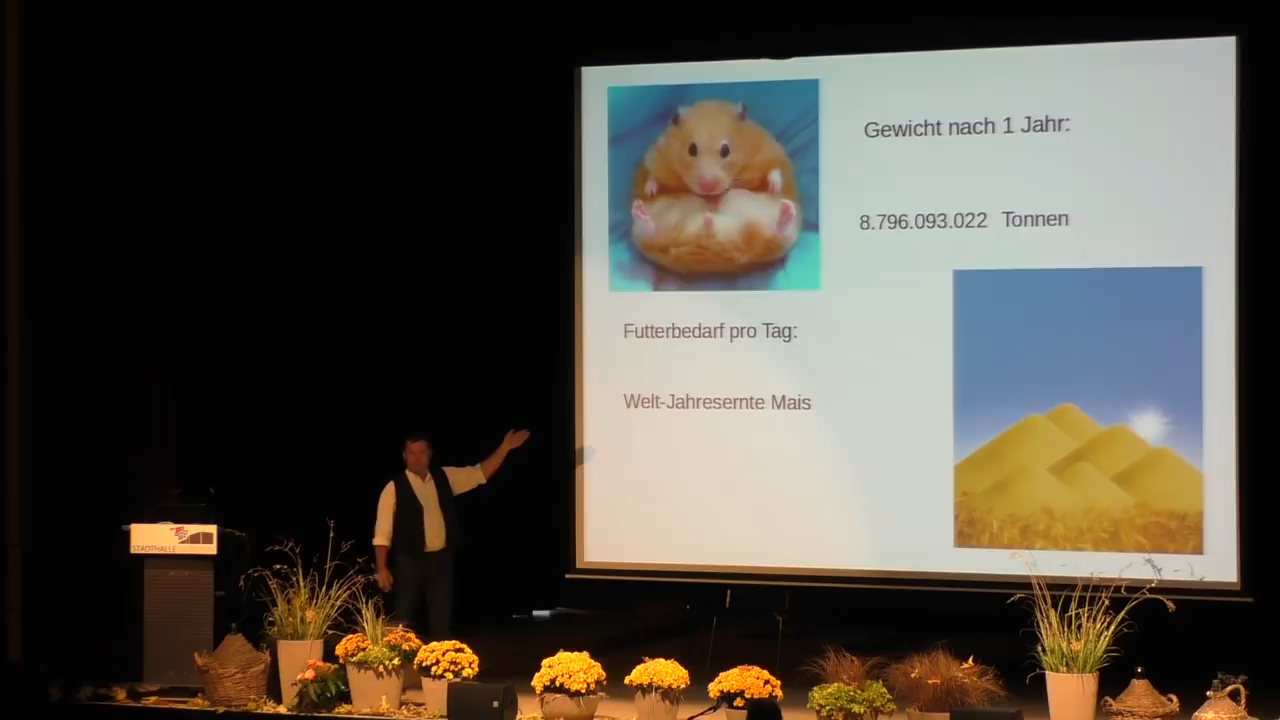 Gewicht nach 1 Jahr:
8.796.093.022 Tonnen
Futterbedarf pro Tag:
Welt-Jahresernte Mais
STADTHALLE